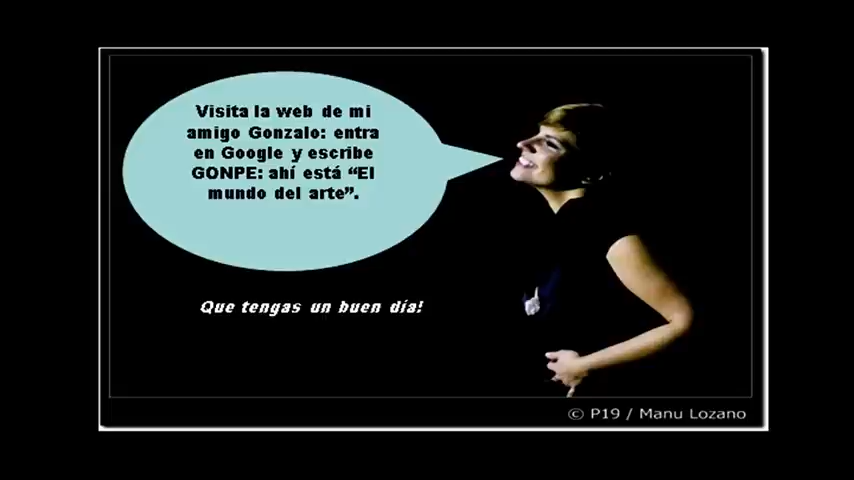 Visita la web de mi
amigo Gonzalo: entra
en Google y escribe
GONPE: ahí está “El
mundo del arte”.
Que tengas un buen día!
© P19 / Manu Lozano